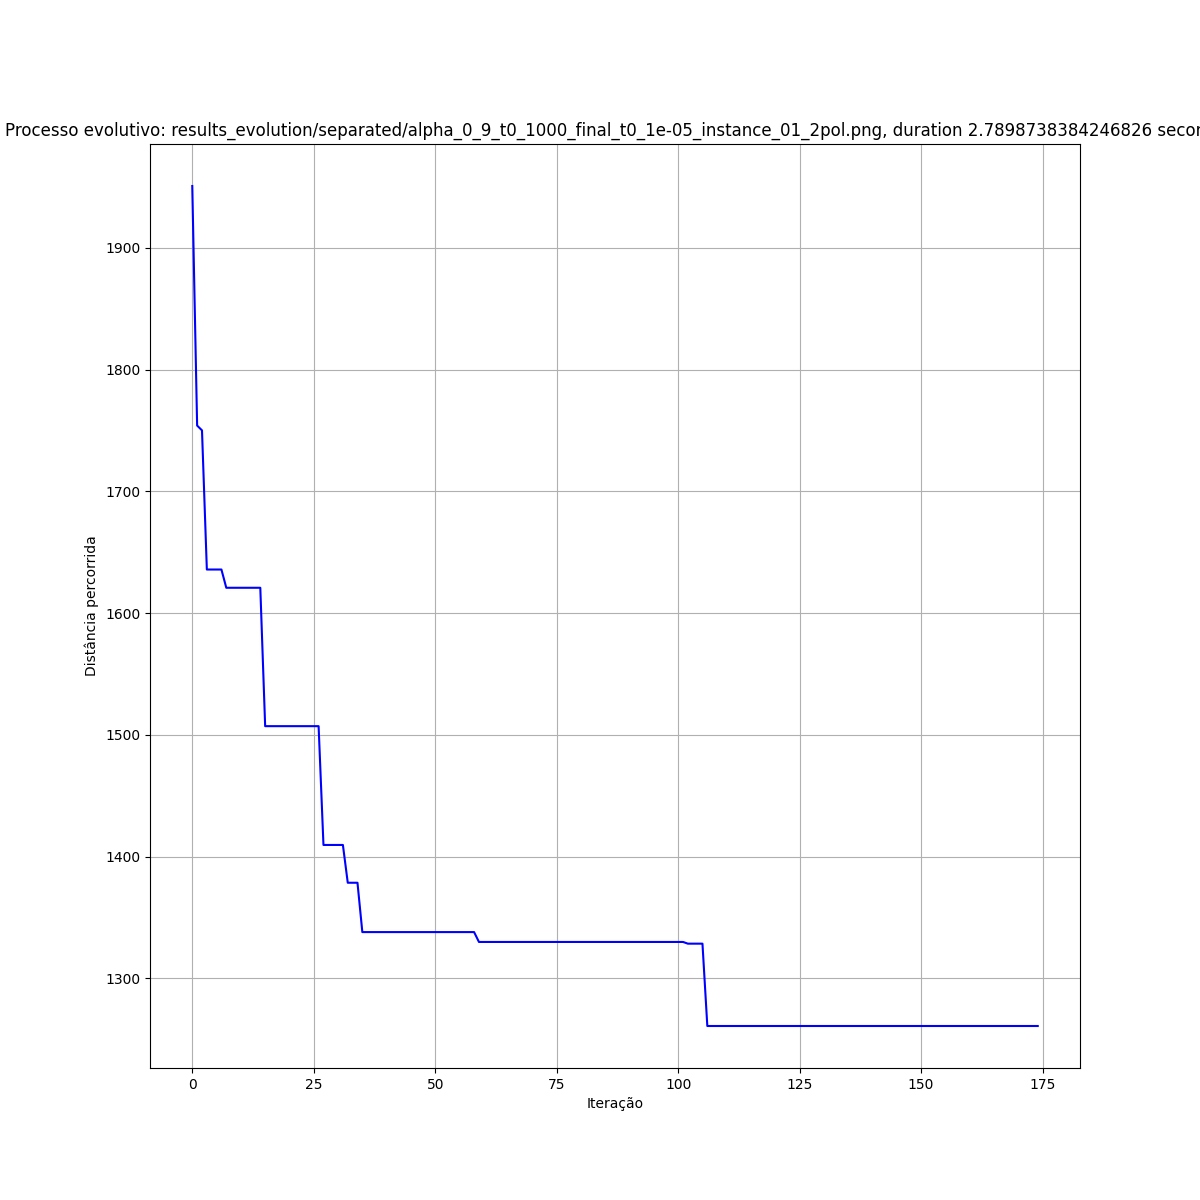 Processo evolutivo: results_evolution/separated/alpha_0_9_t0_1000_final_t0_1e-05_instance_01_2pol.png, duration 2.7898738384246826 secon
1900
1800
1700
1600
1500
1400
1300
Distância percorrida
0 25 50 75 100 125 150 175
Iteração